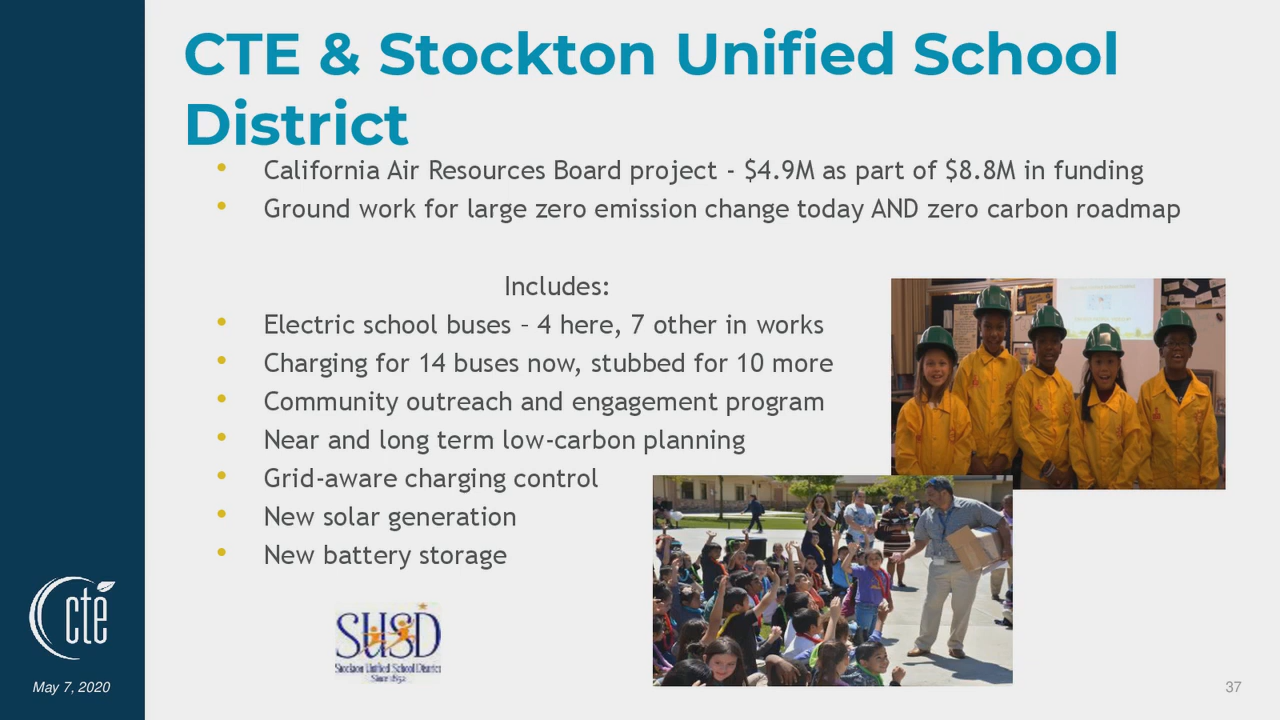 CTE & Stockton Unified School
District
• California Air Resources Board project - $4.9M as part of $8.8M in funding
• Ground work for large zero emission change today AND zero carbon roadmap
Includes:
• Electric school buses – 4 here, 7 other in works
• Charging for 14 buses now, stubbed for 10 more
• Community outreach and engagement program
• Near and long term low-carbon planning
• Grid-aware charging control
• New solar generation
• New battery storage
SUSD
Stockton Unified School District
Since 1852
cte
May 7, 2020
37